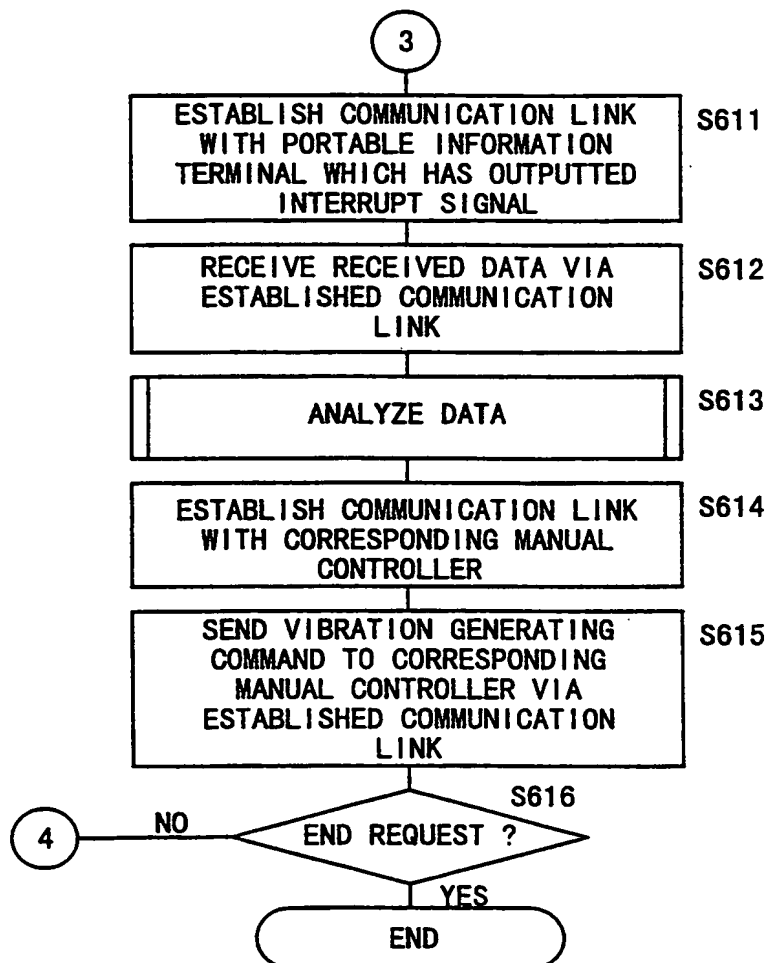 3
ESTABLISH COMMUNICATION LINK
WITH PORTABLE INFORMATION
TERMINAL WHICH HAS OUTPUTTED
INTERRUPT SIGNAL
S611
RECEIVE RECEIVED DATA VIA
ESTABLISHED COMMUNICATION
LINK
S612
ANALYZE DATA
S613
ESTABLISH COMMUNICATION LINK
WITH CORRESPONDING MANUAL
CONTROLLER
S614
SEND VIBRATION GENERATING
COMMAND TO CORRESPONDING
MANUAL CONTROLLER VIA
ESTABLISHED COMMUNICATION
LINK
S615
S616
END REQUEST ?
NO
4
YES
END